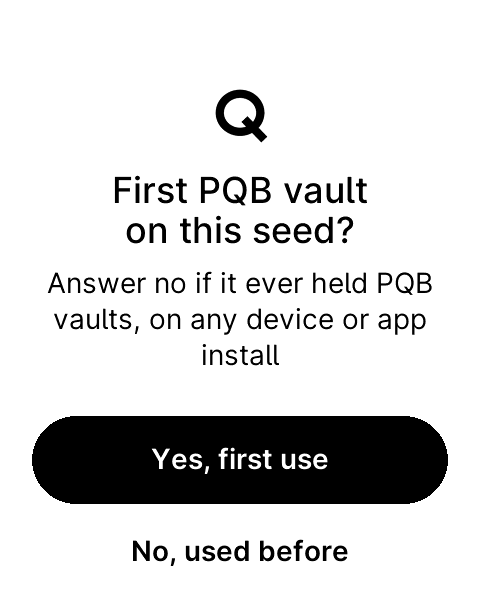 Q
First PQB vault
on this seed?
Answer no if it ever held PQB
vaults, on any device or app
install
Yes, first use
No, used before